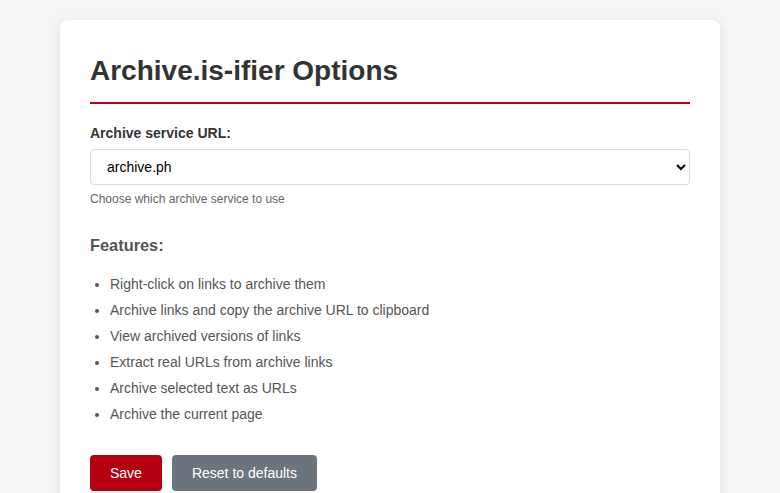 Archive.is-ifier Options
Archive service URL:
archive.ph
Choose which archive service to use
Features:
Right-click on links to archive them
Archive links and copy the archive URL to clipboard
View archived versions of links
Extract real URLs from archive links
Archive selected text as URLs
Archive the current page
Save
Reset to defaults